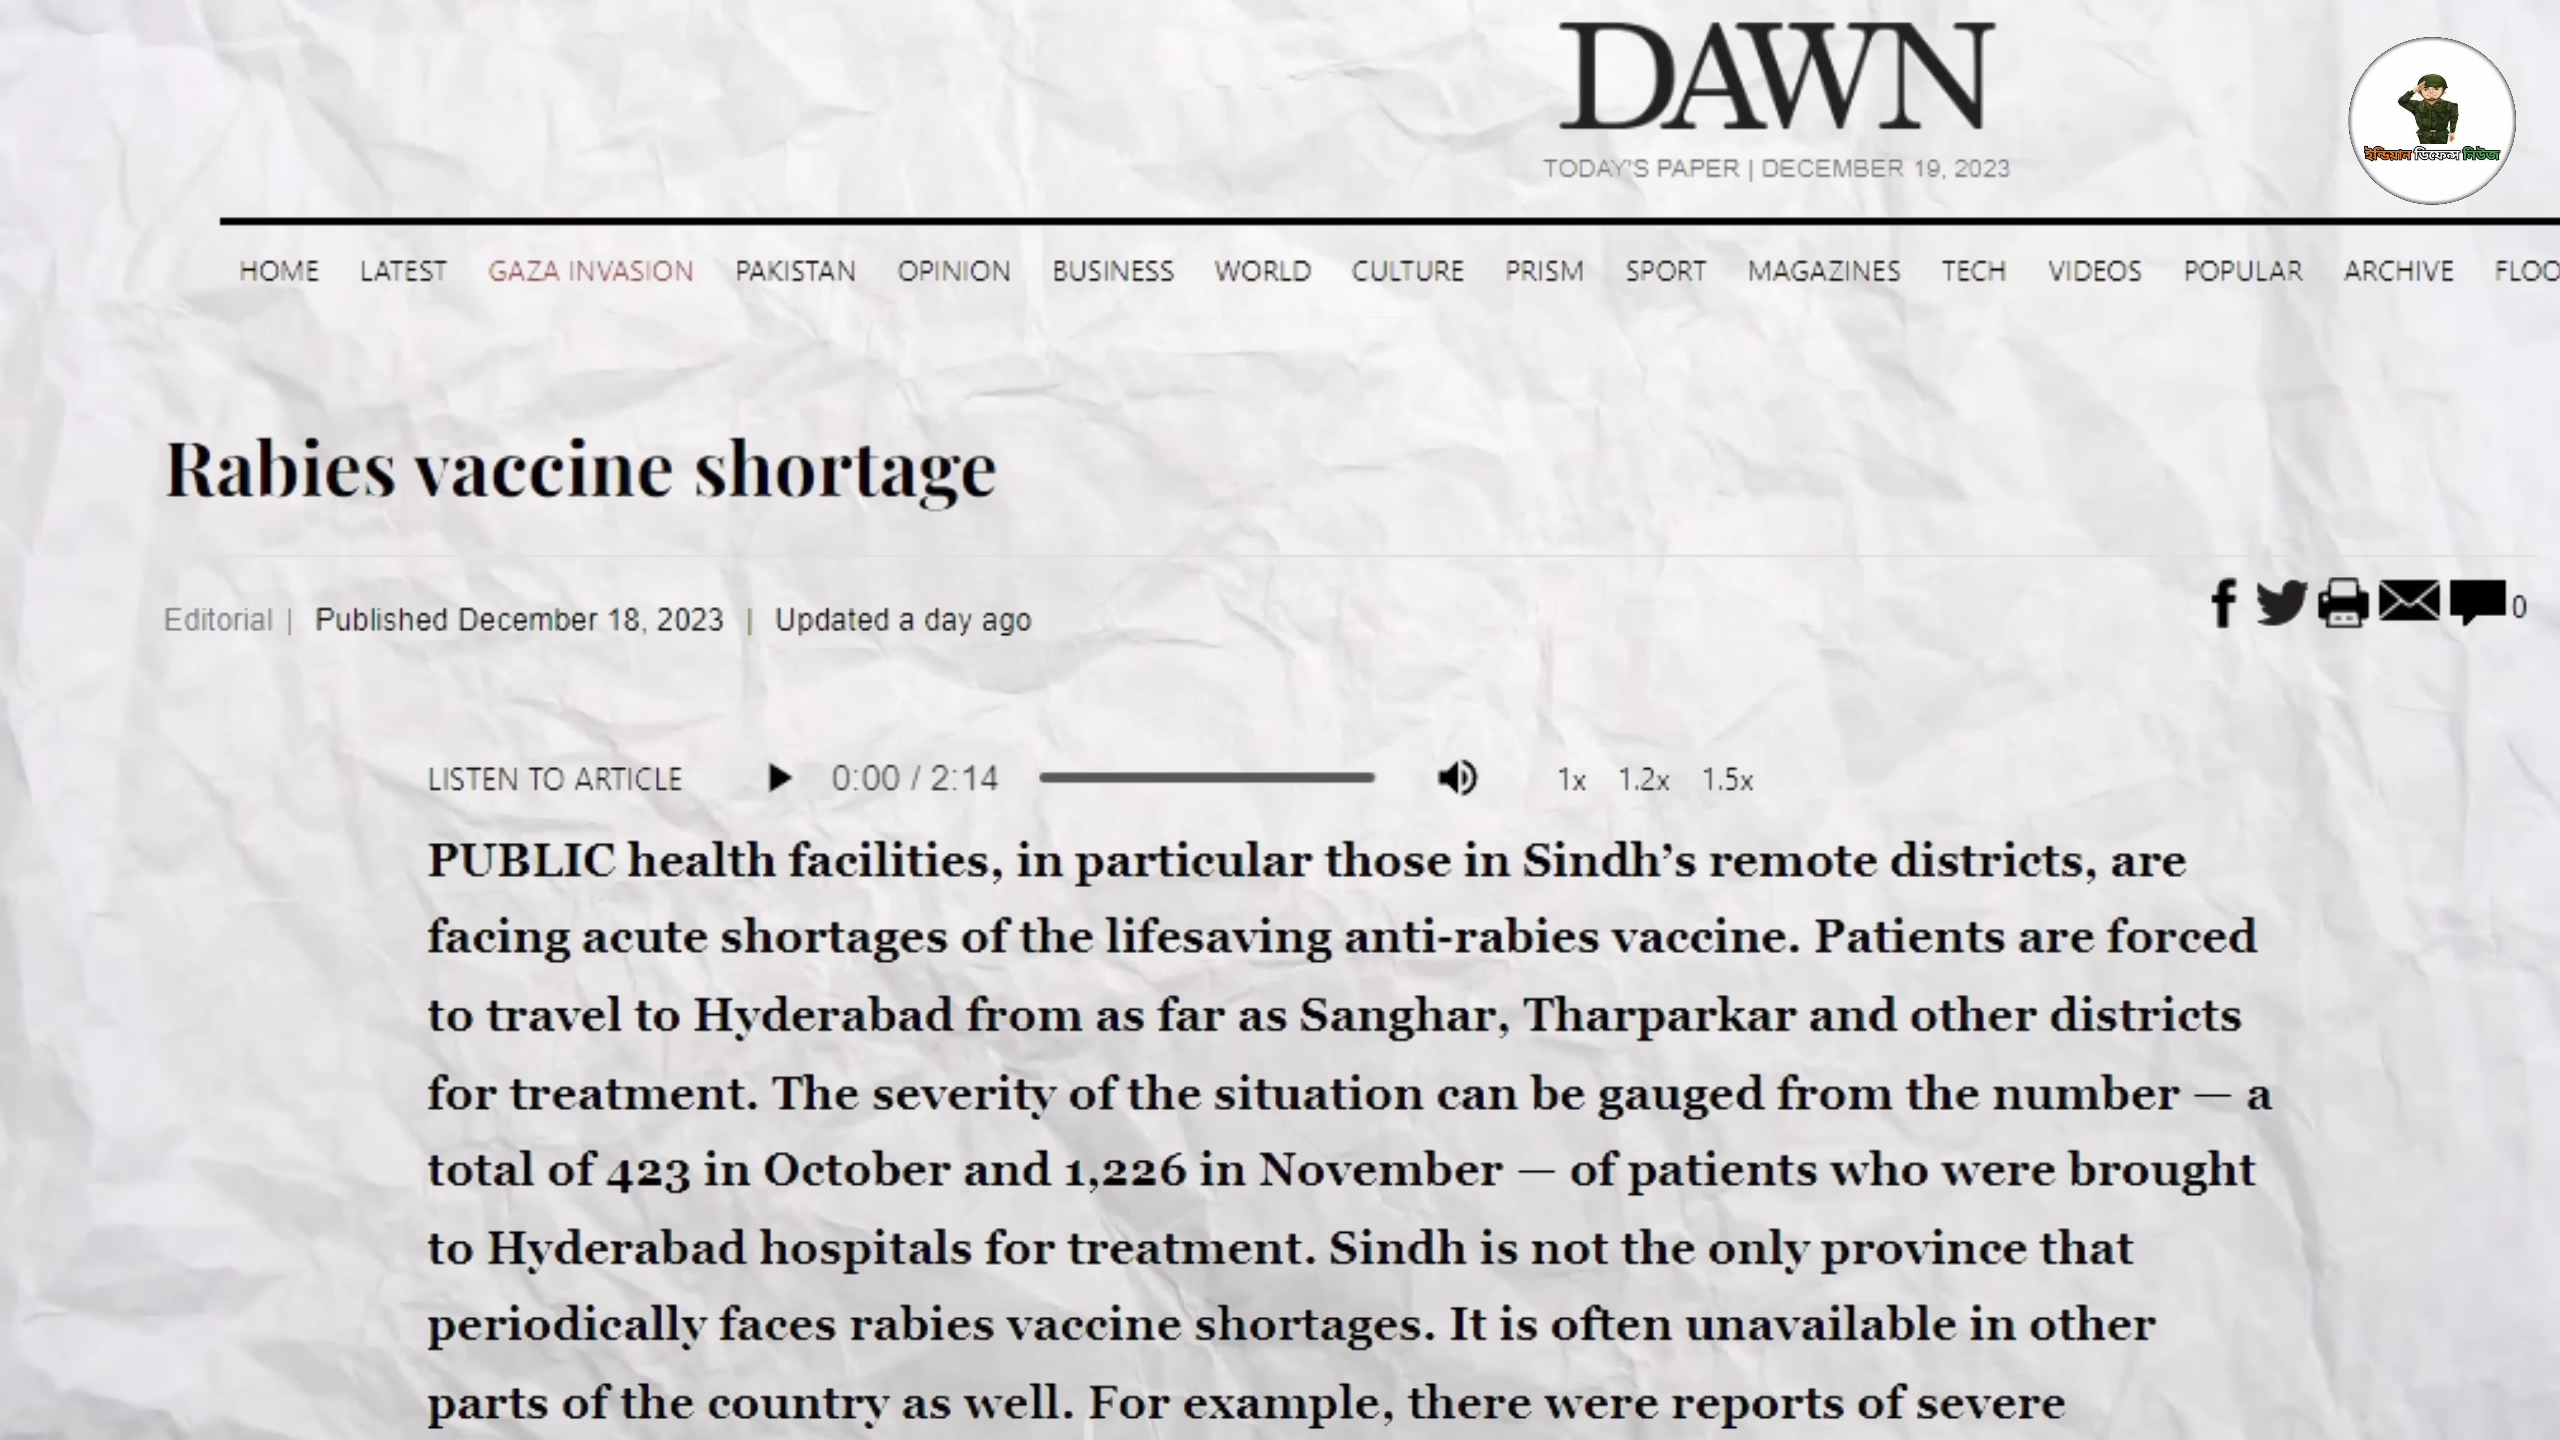 DAWN
TODAY'S PAPER | DECEMBER 19, 2023
ইন্ডিয়ান ডিফেন্স নিউজ
HOME LATEST GAZA INVASION PAKISTAN OPINION BUSINESS WORLD CULTURE PRISM SPORT MAGAZINES TECH VIDEOS POPULAR ARCHIVE
Rabies vaccine shortage
Editorial | Published December 18, 2023 | Updated a day ago
0
LISTEN TO ARTICLE 0:00 / 2:14 1x 1.2x 1.5x
PUBLIC health facilities, in particular those in Sindh’s remote districts, are
facing acute shortages of the lifesaving anti-rabies vaccine. Patients are forced
to travel to Hyderabad from as far as Sanghar, Tharparkar and other districts
for treatment. The severity of the situation can be gauged from the number — a
total of 423 in October and 1,226 in November — of patients who were brought
to Hyderabad hospitals for treatment. Sindh is not the only province that
periodically faces rabies vaccine shortages. It is often unavailable in other
parts of the country as well. For example, there were reports of severe